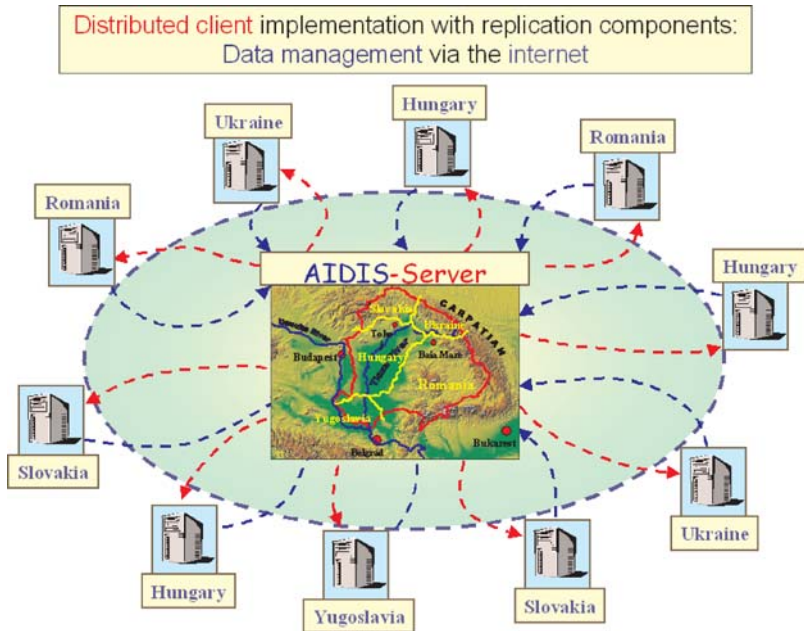 Distributed client implementation with replication components:
Data management via the internet
Hungary
Ukraine
Romania
Romania
AIDIS-Server
Hungary
CARPATIAN
Slovakia
Ukraine
Tokaj
Budapest
Hungary
Baia Mare
Romania
Yugoslavia
Bukarest
Belgrad
Slovakia
Ukraine
Hungary
Yugoslavia
Slovakia